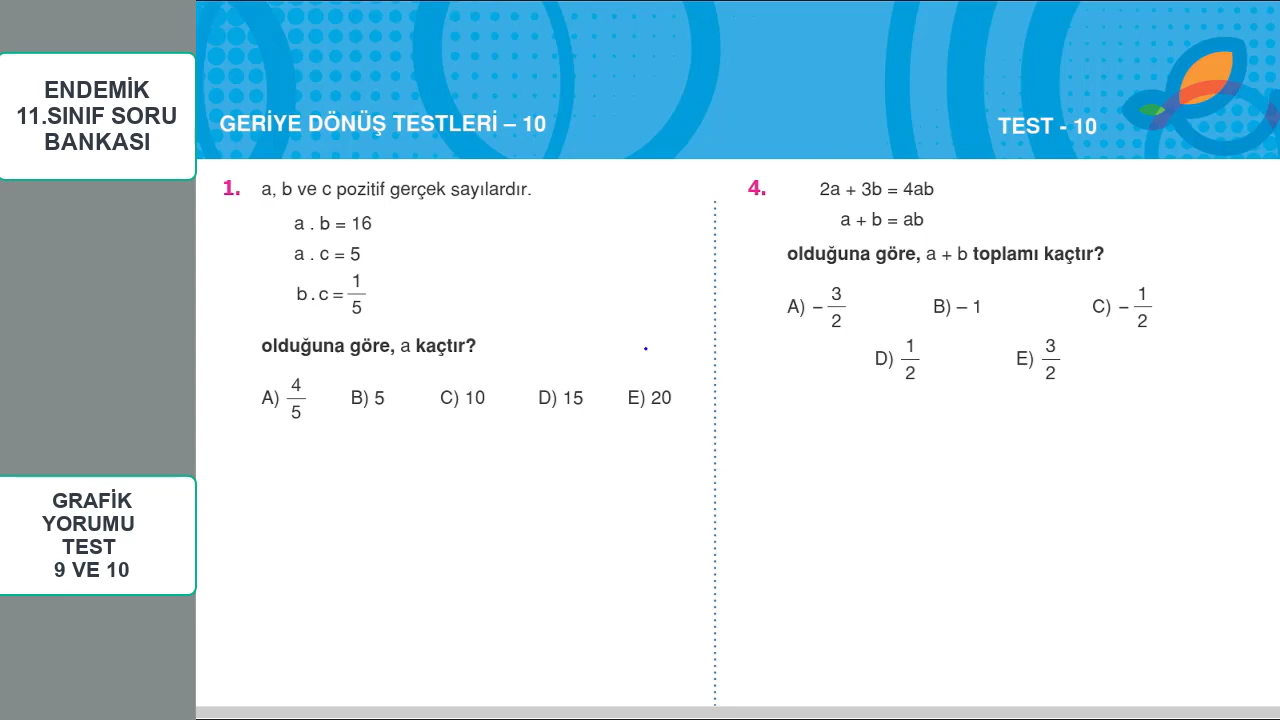 ENDEMİK
11.SINIF SORU
BANKASI
GRAFİK
YORUMU
TEST
9 VE 10
GERİYE DÖNÜŞ TESTLERİ – 10
TEST - 10
1. a, b ve c pozitif gerçek sayılardır.
a . b = 16
a . c = 5
b . c = 1/5
olduğuna göre, a kaçtır?
A) 4/5 B) 5 C) 10 D) 15 E) 20
4. 2a + 3b = 4ab
a + b = ab
olduğuna göre, a + b toplamı kaçtır?
A) – 3/2 B) – 1 C) – 1/2
D) 1/2 E) 3/2